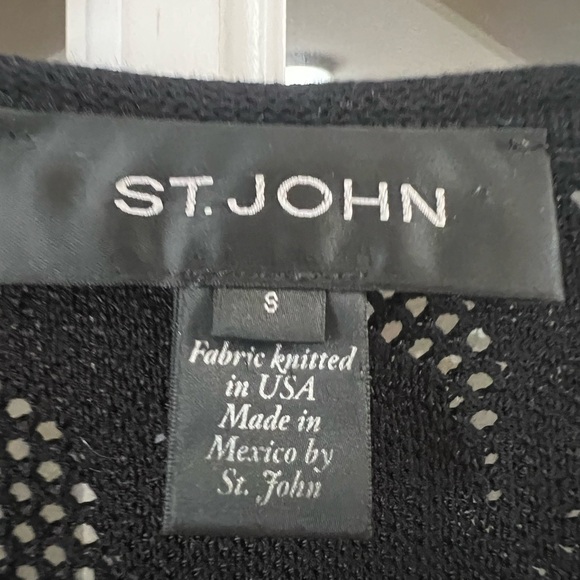 ST. JOHN
S
Fabric knitted
in USA
Made in
Mexico by
St. John